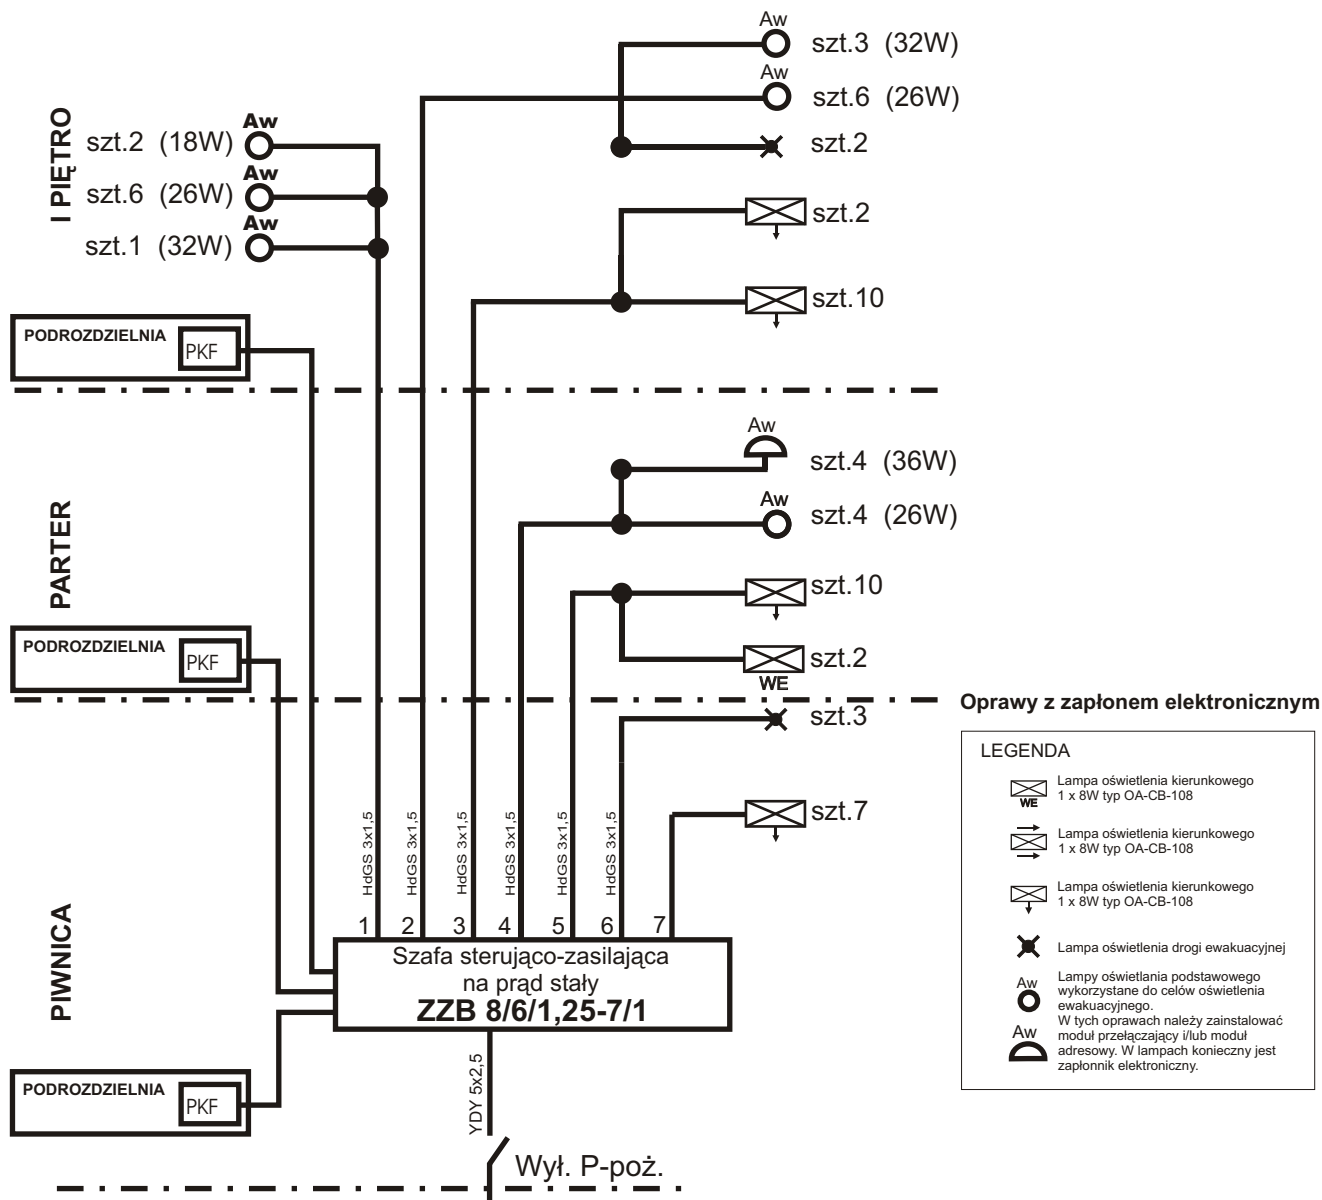 Aw
szt.3 (32W)
Aw
szt.6 (26W)
szt.2
I PIĘTRO
Aw
szt.2 (18W)
Aw
szt.6 (26W)
Aw
szt.1 (32W)
szt.2
szt.10
PODROZDZIELNIA
PKF
PARTER
Aw
szt.4 (36W)
Aw
szt.4 (26W)
szt.10
szt.2
WE
PODROZDZIELNIA
PKF
szt.3
szt.7
PIWNICA
HdGS 3x1,5
HdGS 3x1,5
HdGS 3x1,5
HdGS 3x1,5
HdGS 3x1,5
HdGS 3x1,5
1 2 3 4 5 6 7
Szafa sterująco-zasilająca
na prąd stały
ZZB 8/6/1,25-7/1
PODROZDZIELNIA
PKF
YDY 5x2,5
Wył. P-poż.
Oprawy z zapłonem elektronicznym
LEGENDA
WE
Lampa oświetlenia kierunkowego
1 x 8W typ OA-CB-108
Lampa oświetlenia kierunkowego
1 x 8W typ OA-CB-108
Lampa oświetlenia kierunkowego
1 x 8W typ OA-CB-108
Lampa oświetlenia drogi ewakuacyjnej
Aw
Lampy oświetlania podstawowego
wykorzystane do celów oświetlenia
ewakuacyjnego.
Aw
W tych oprawach należy zainstalować
moduł przełączający i/lub moduł
adresowy. W lampach konieczny jest
zapłonnik elektroniczny.